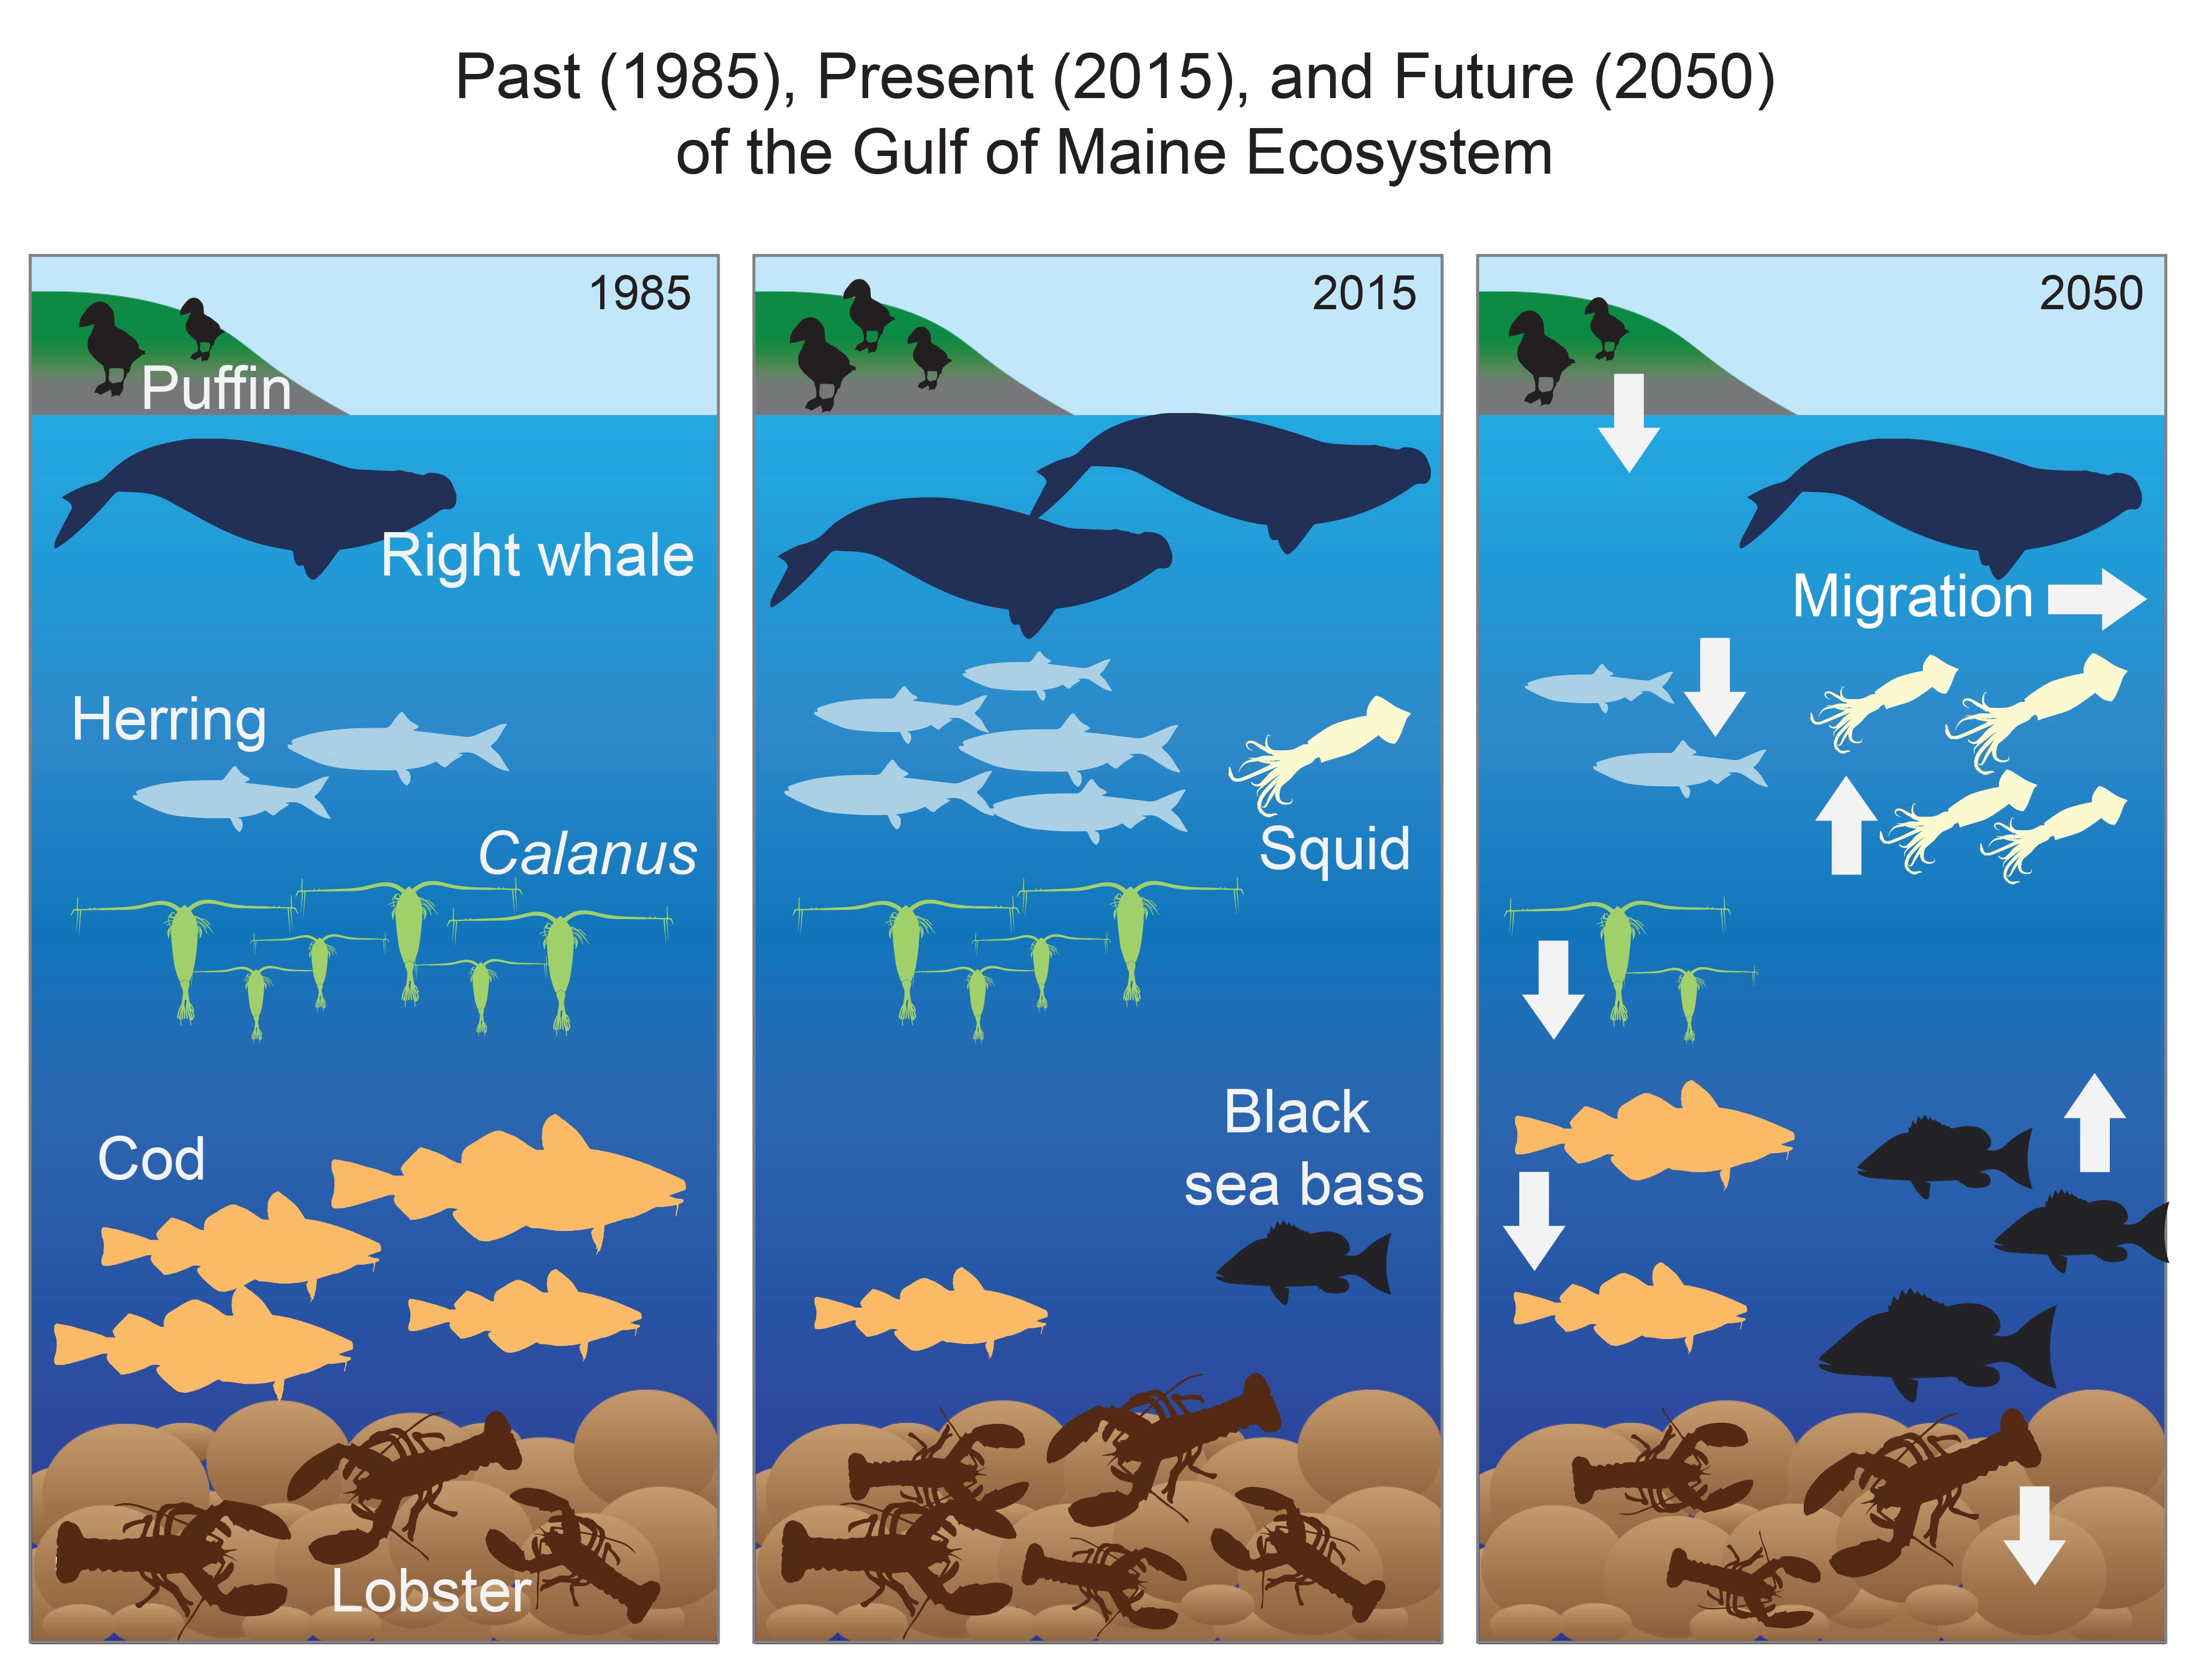 Past (1985), Present (2015), and Future (2050)
of the Gulf of Maine Ecosystem
1985
Puffin
Right whale
Herring
Calanus
Cod
Lobster
2015
Squid
Black
sea bass
2050
Migration